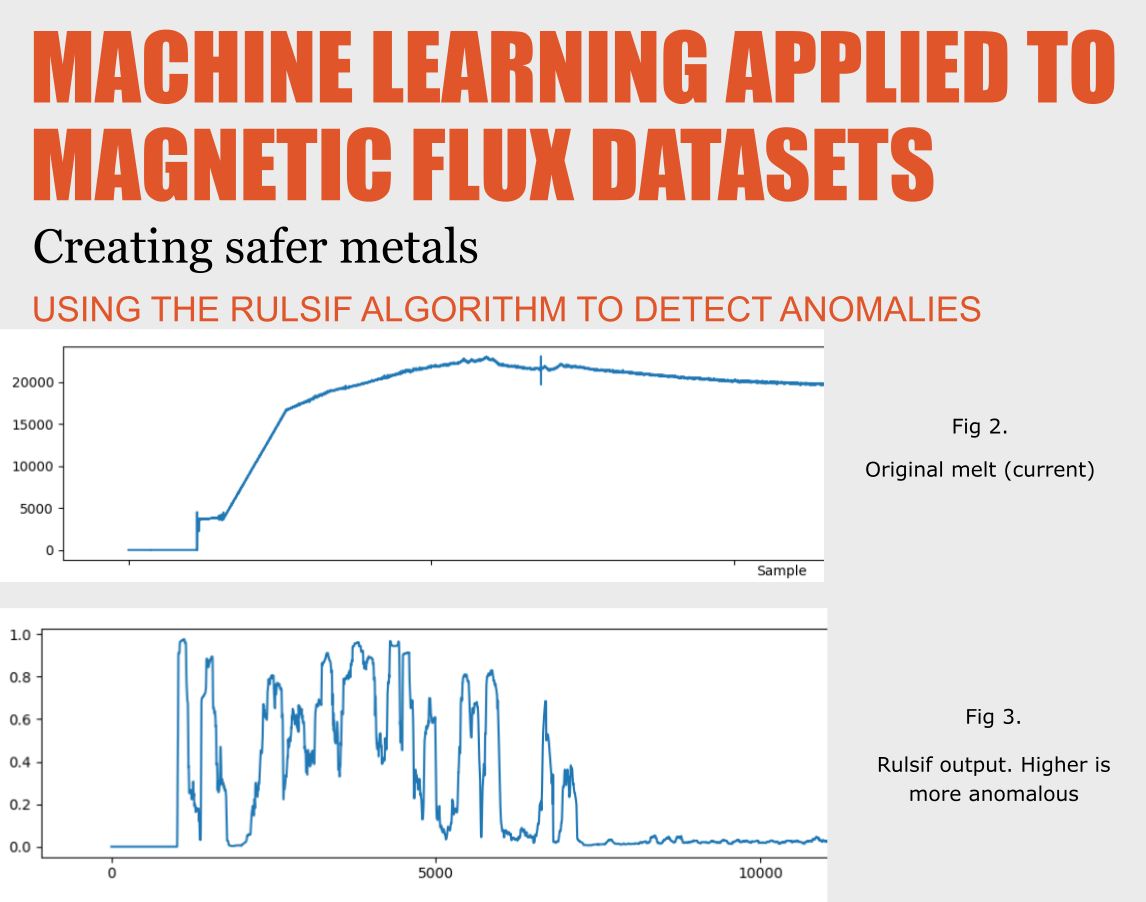 MACHINE LEARNING APPLIED TO
MAGNETIC FLUX DATASETS
Creating safer metals
USING THE RULSIF ALGORITHM TO DETECT ANOMALIES
20000
15000
10000
5000
0
Sample
Fig 2.
Original melt (current)
1.0
0.8
0.6
0.4
0.2
0.0
0 5000 10000
Fig 3.
Rulsif output. Higher is
more anomalous